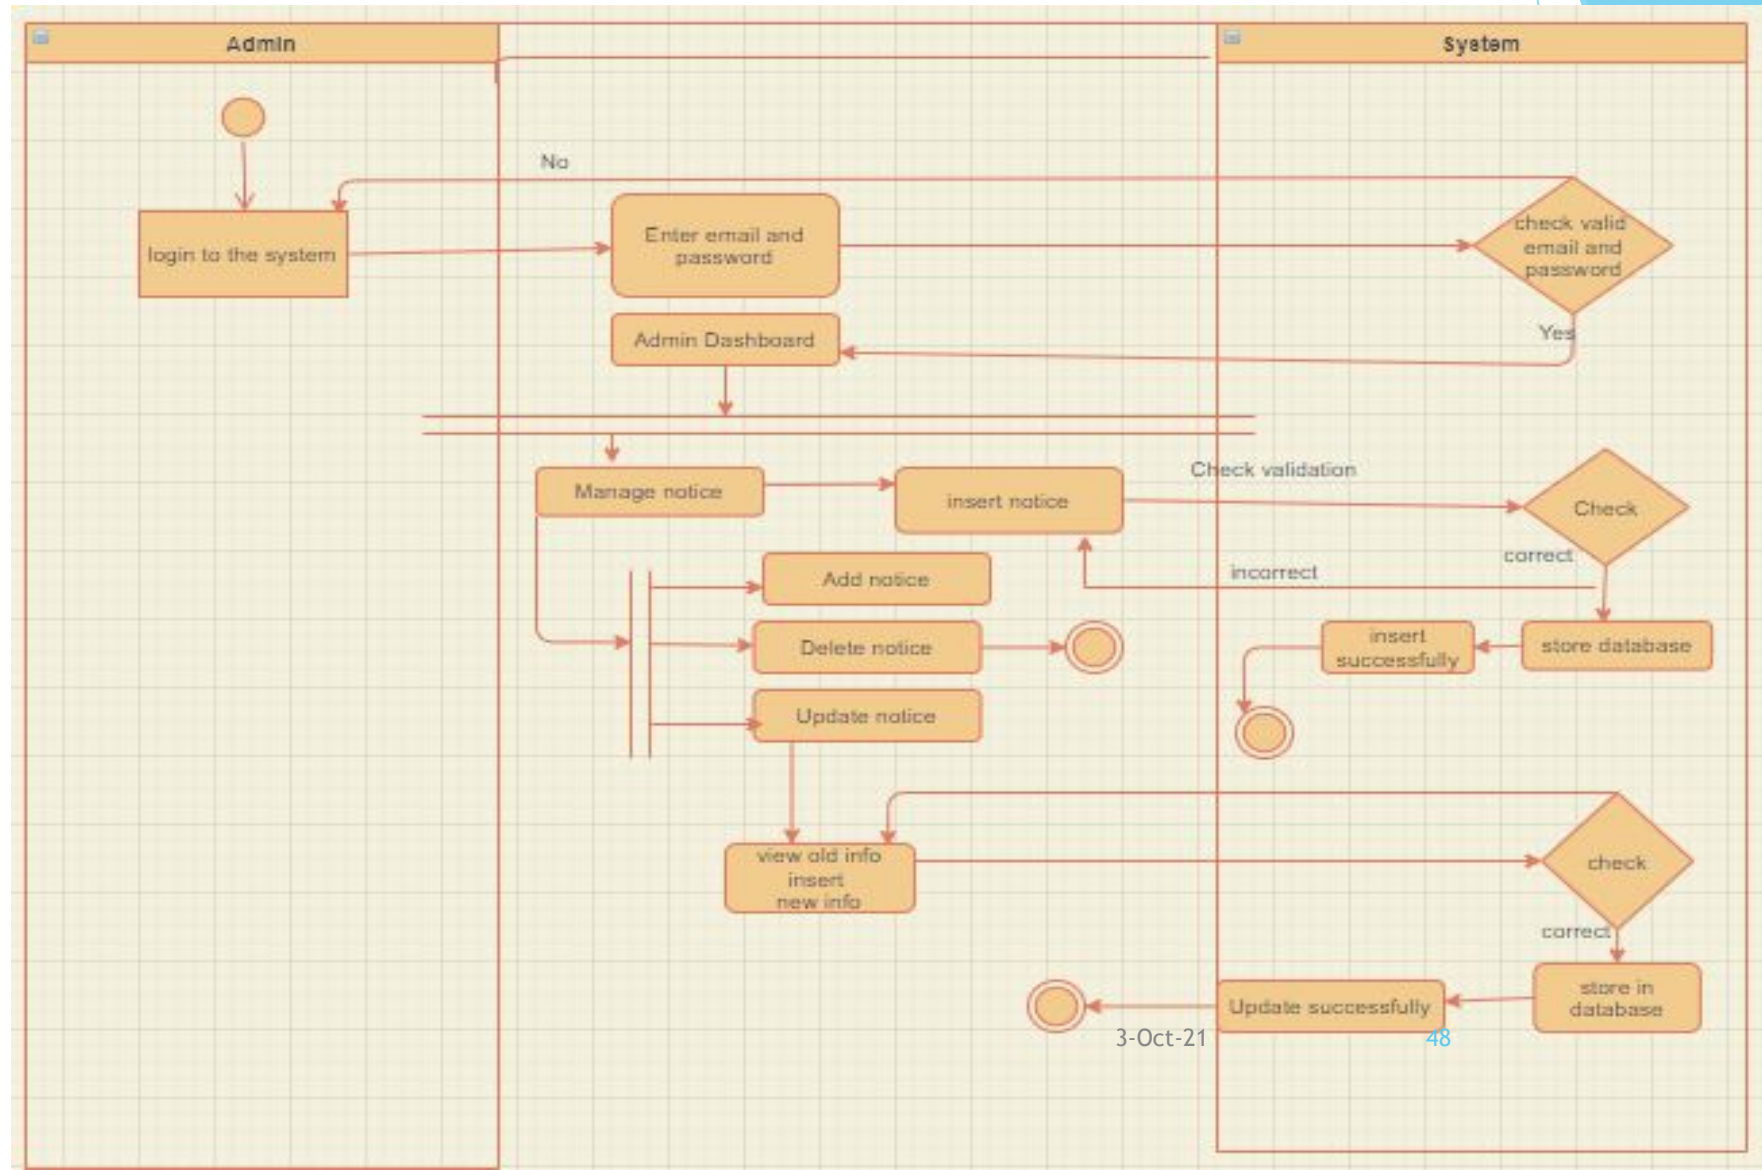 Admin
System
No
login to the system
Enter email and
password
check valid
email and
password
Admin Dashboard
Yes
Manage notice
insert notice
Check validation
Check
correct
incorrect
Add notice
Delete notice
insert
successfully
store database
Update notice
view old info
insert
new info
check
correct
Update successfully
store in
database
3-Oct-21
48